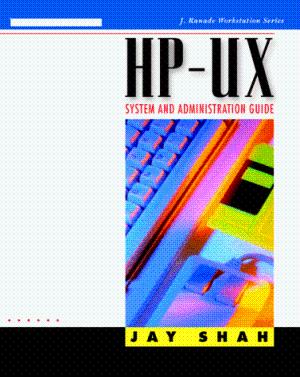 J. Ranade Workstation Series
HP-UX
SYSTEM AND ADMINISTRATION GUIDE
JAY SHAH